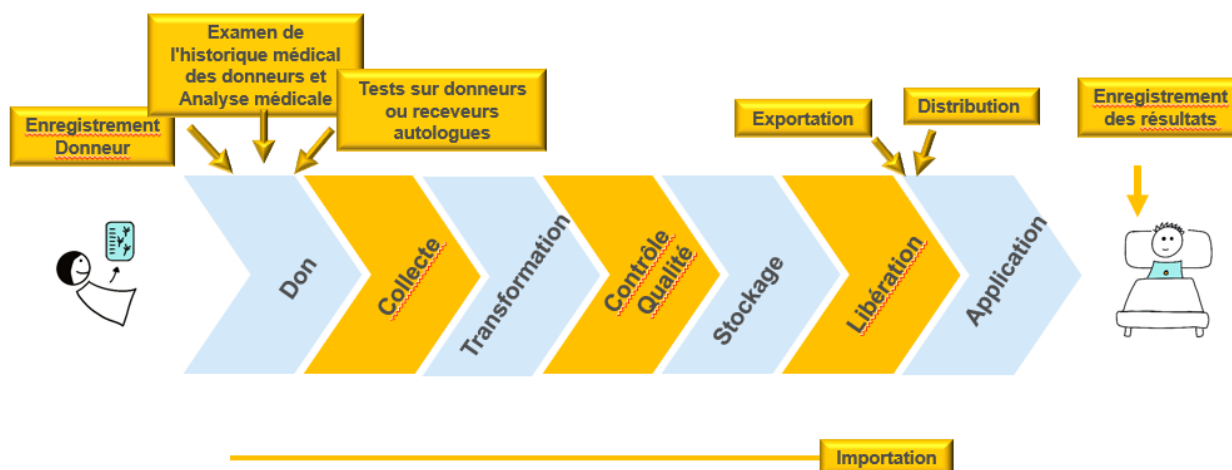 Examen de
l'historique médical
des donneurs et
Analyse médicale
Enregistrement
Donneur
Tests sur donneurs
ou receveurs
autologues
Exportation
Distribution
Enregistrement
des résultats
Don
Collecte
Transformation
Contrôle
Qualité
Stockage
Libération
Application
Importation